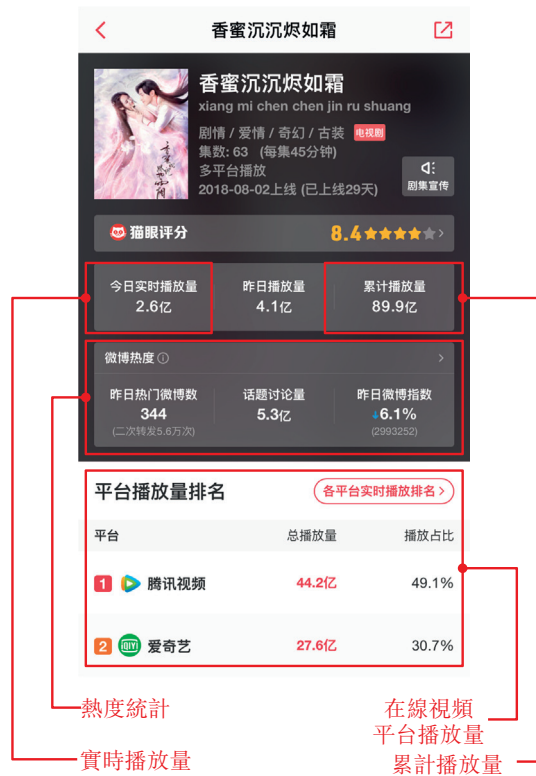 香蜜沉沉烬如霜
香蜜沉沉烬如霜
xiang mi chen chen jin ru shuang
剧情 / 爱情 / 奇幻 / 古装 电视剧
集数: 63 (每集45分钟)
多平台播放
2018-08-02上线 (已上线29天)
剧集宣传
猫眼评分 8.4
今日实时播放量 昨日播放量 累计播放量
2.6亿 4.1亿 89.9亿
微博热度
昨日热门微博数 话题讨论量 昨日微博指数
344 5.3亿 ↓6.1%
(二次转发5.6万次) (2993252)
平台播放量排名 各平台实时播放排名
平台 总播放量 播放占比
1 腾讯视频 44.2亿 49.1%
2 iQIYI 爱奇艺 27.6亿 30.7%
熱度統計
在線視頻
平台播放量
實時播放量
累計播放量